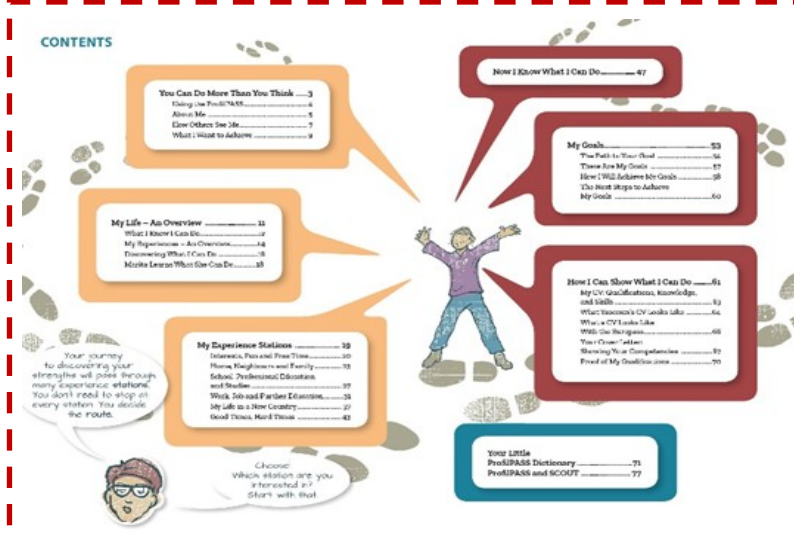 CONTENTS
You Can Do More Than You Think ......3
Using the ProfilPASS
About Me ... 5
How Others See Me ... 7
What I Want to Achieve ... 9
My Life – An Overview ... 11
What I Know I Can Do
My Experiences – An Overview ... 14
Discovering What I Can Do
Marita Learns What She Can Do
My Experience Stations ... 19
Interests, Fun and Free Time ... 20
Home, Neighbours and Family ... 23
School, Professional Education
and Studies ... 27
Work, Job and Further Education
My Life in a New Country ... 37
Good Times, Hard Times ... 43
Your journey
to discovering your
strengths will pass through
many experience stations.
You don't need to stop at
every station. You decide
the route.
Choose:
Which station are you
interested in?
Start with that.
Now I Know What I Can Do ... 47
My Goals ... 53
The Path to Your Goal
These Are My Goals ... 57
How I Will Achieve My Goals ... 58
The Next Steps to Achieve
My Goals ... 60
How I Can Show What I Can Do ... 61
My CV: Qualifications, Knowledge,
and Skills ... 63
CV Looks Like ... 64
What a CV Looks Like
With the Europass
Your Cover Letter:
Showing Your Competencies ... 67
Proof of My Qualifications ... 70
Your Little
ProfilPASS Dictionary ... 71
ProfilPASS and SCOUT ... 77